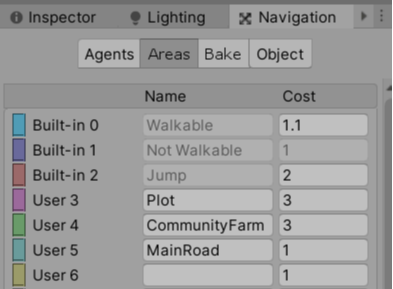 Inspector Lighting Navigation
Agents Areas Bake Object
Name Cost
Built-in 0 Walkable 1.1
Built-in 1 Not Walkable 1
Built-in 2 Jump 2
User 3 Plot 3
User 4 CommunityFarm 3
User 5 MainRoad 1
User 6 1